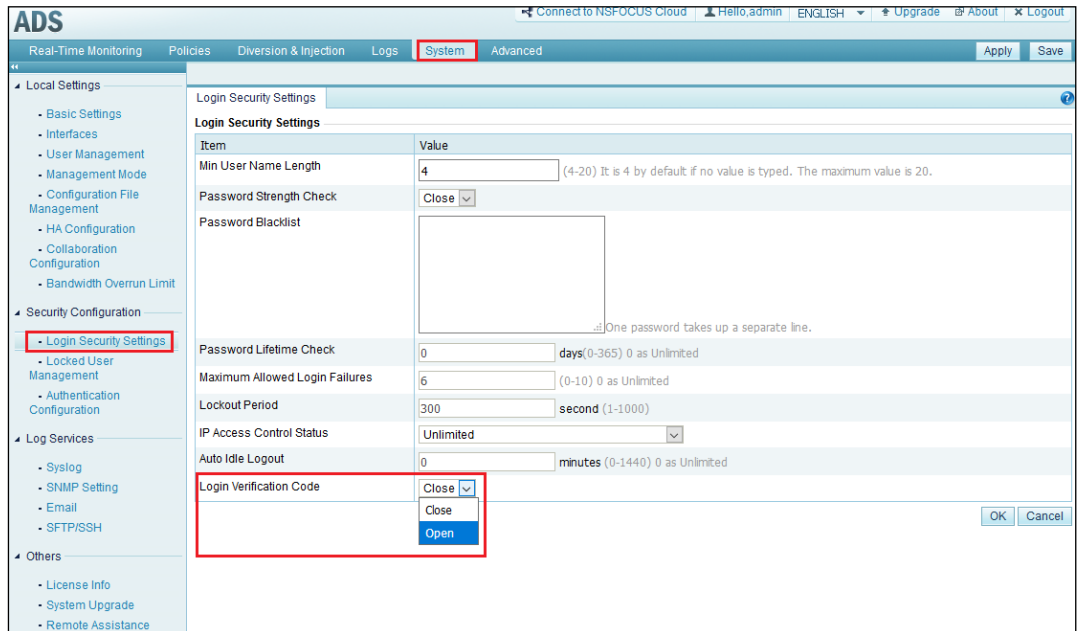 ADS
Connect to NSFOCUS Cloud Hello,admin ENGLISH Upgrade About Logout
Real-Time Monitoring Policies Diversion & Injection Logs System Advanced Apply Save
Local Settings
Basic Settings
Interfaces
User Management
Management Mode
Configuration File
Management
HA Configuration
Collaboration
Configuration
Bandwidth Overrun Limit
Security Configuration
Login Security Settings
Locked User
Management
Authentication
Configuration
Log Services
Syslog
SNMP Setting
Email
SFTP/SSH
Others
License Info
System Upgrade
Remote Assistance
Login Security Settings
Login Security Settings
Item Value
Min User Name Length 4 (4-20) It is 4 by default if no value is typed. The maximum value is 20.
Password Strength Check Close
Password Blacklist
One password takes up a separate line.
Password Lifetime Check 0 days(0-365) 0 as Unlimited
Maximum Allowed Login Failures 6 (0-10) 0 as Unlimited
Lockout Period 300 second (1-1000)
IP Access Control Status Unlimited
Auto Idle Logout 0 minutes (0-1440) 0 as Unlimited
Login Verification Code Close
Close
Open
OK Cancel